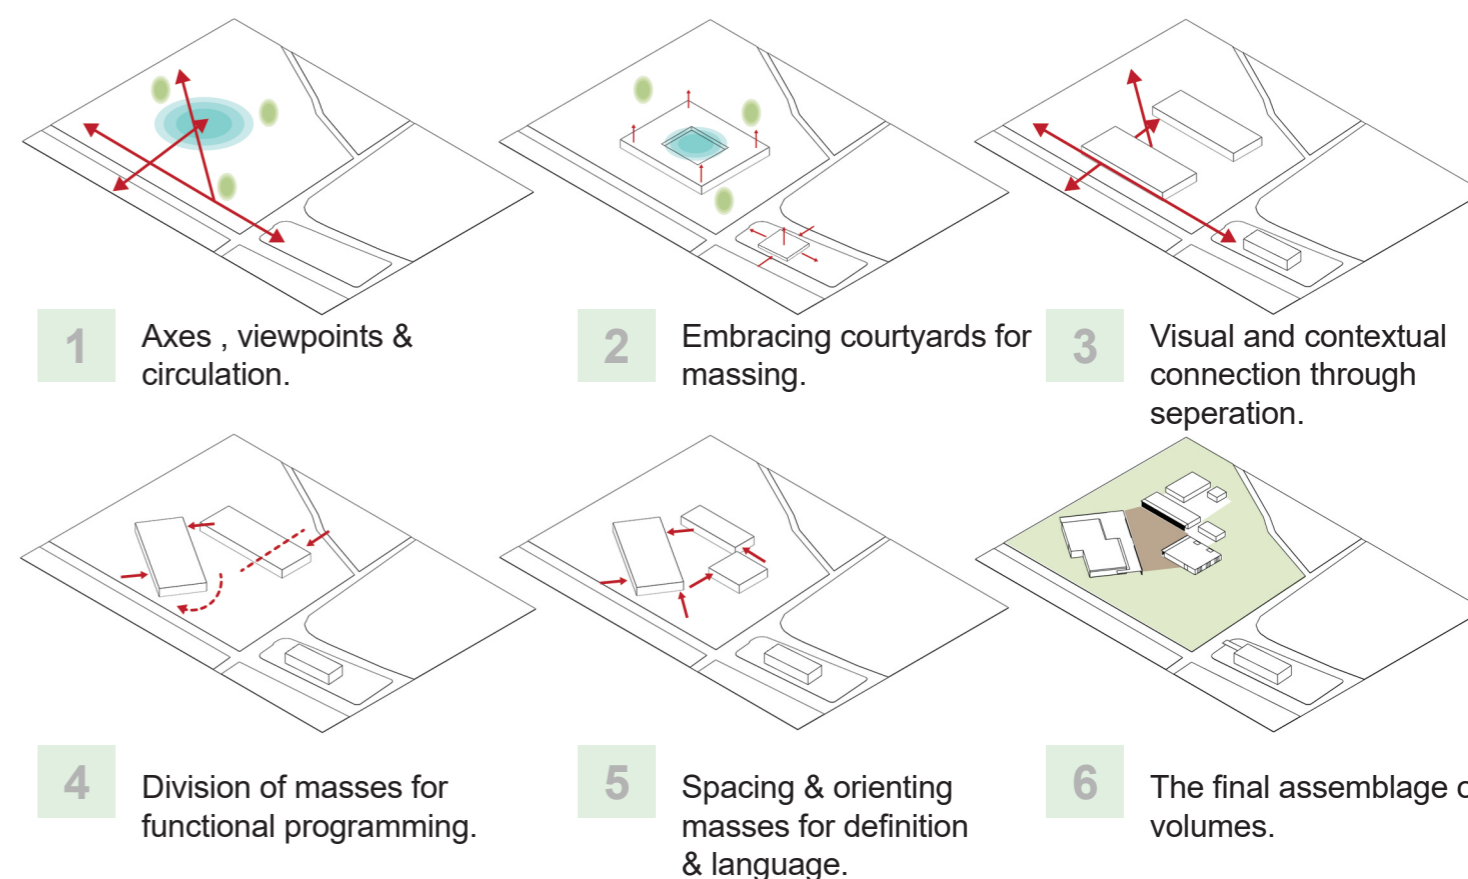 1
Axes , viewpoints &
circulation.
2
Embracing courtyards for
massing.
3
Visual and contextual
connection through
seperation.
4
Division of masses for
functional programming.
5
Spacing & orienting
masses for definition
& language.
6
The final assemblage
volumes.